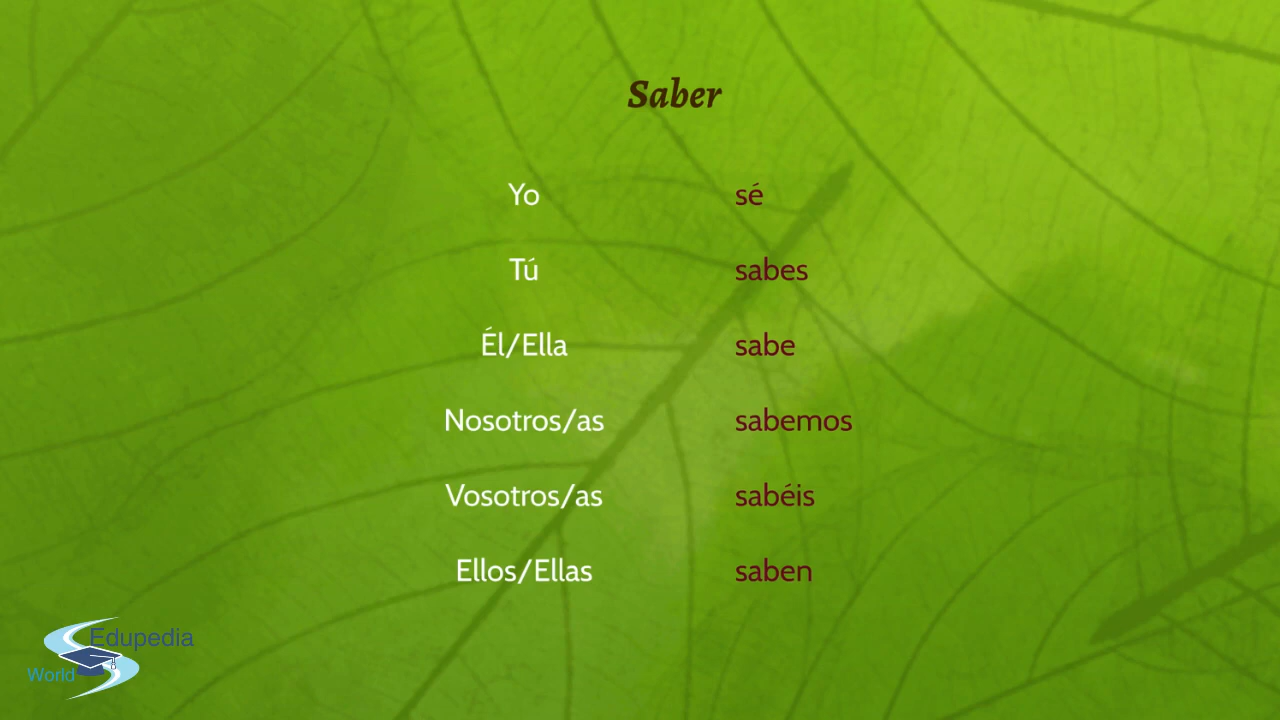 Saber
Yo sé
Tú sabes
Él/Ella sabe
Nosotros/as sabemos
Vosotros/as sabéis
Ellos/Ellas saben
Edupedia
World